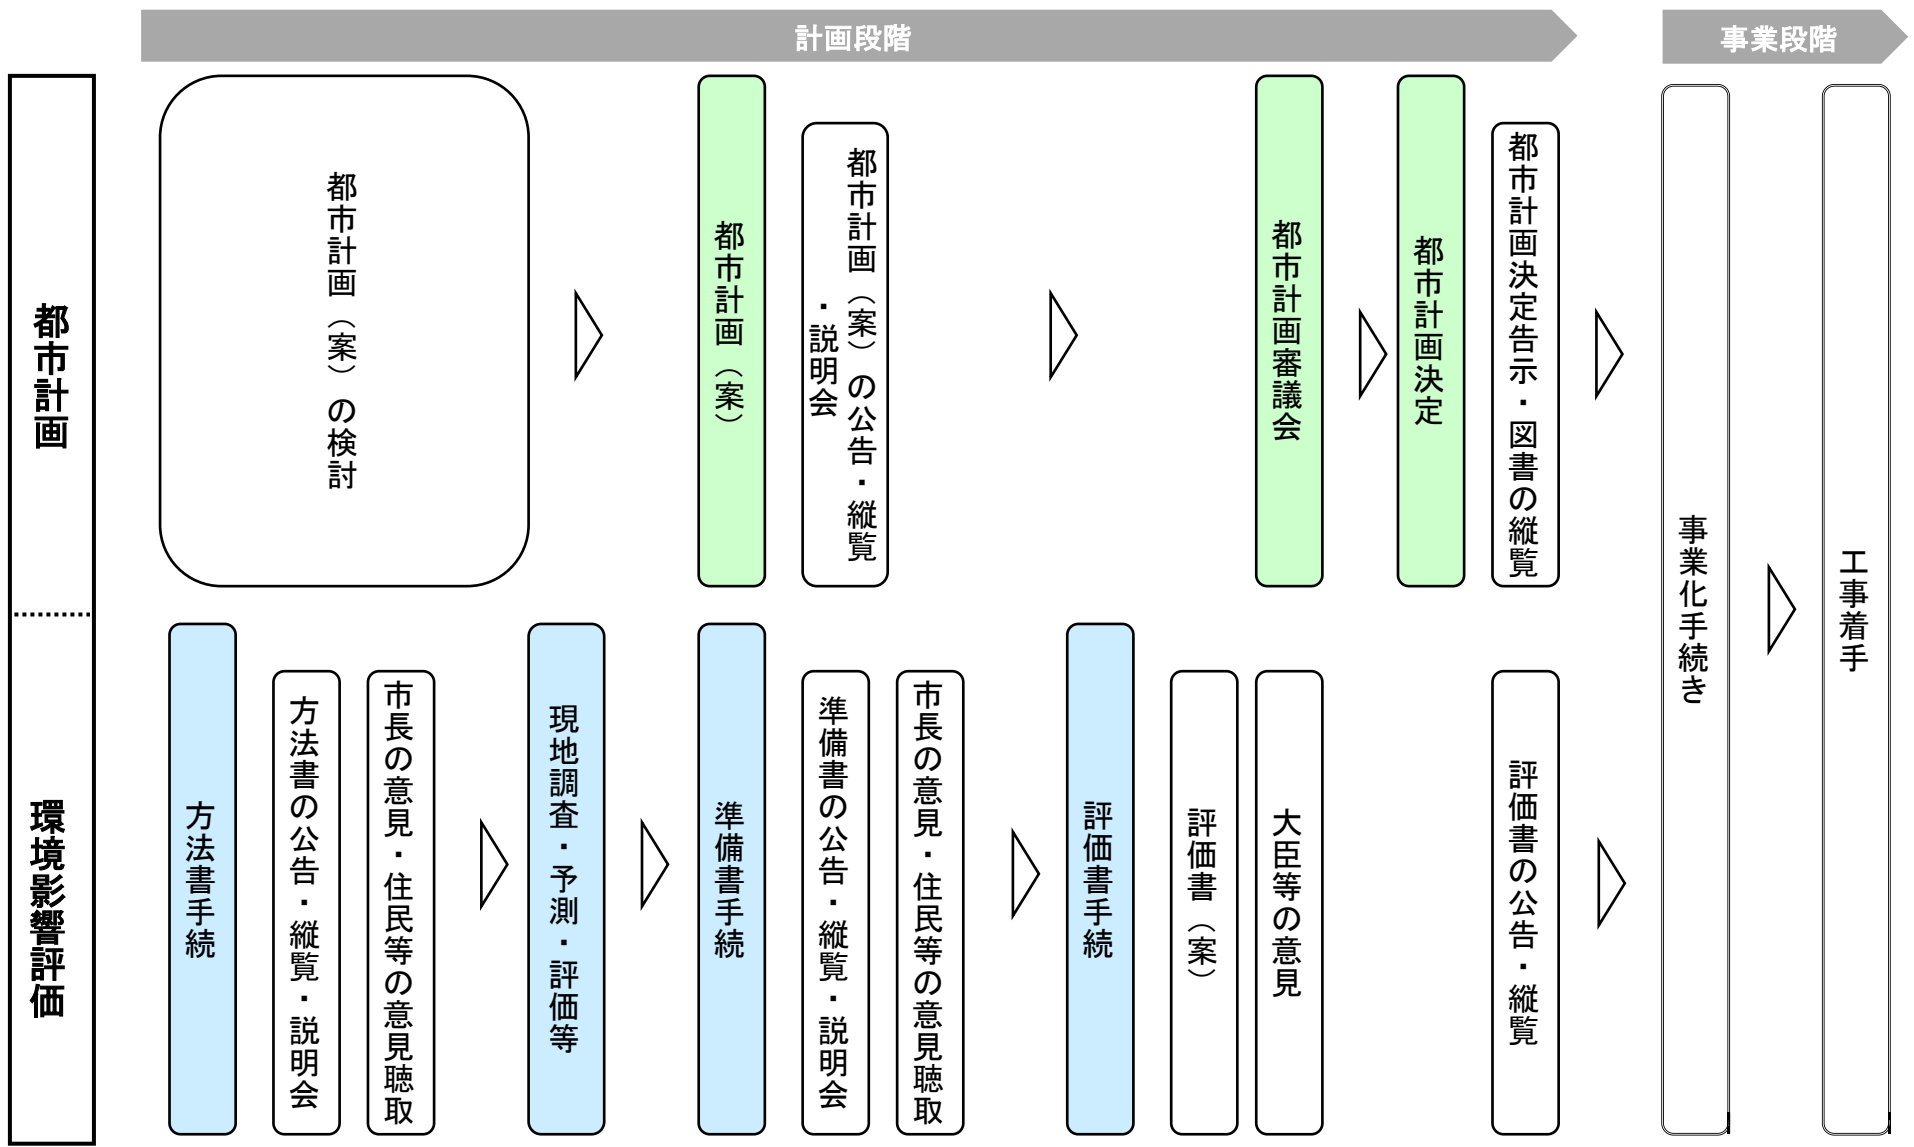 計画段階
事業段階
都市計画
都市計画（案）の検討
都市計画（案）
都市計画（案）の公告・縦覧
・説明会
都市計画審議会
都市計画決定
都市計画決定告示・図書の縦覧
環境影響評価
方法書手続
方法書の公告・縦覧・説明会
市長の意見・住民等の意見聴取
現地調査・予測・評価等
準備書手続
準備書の公告・縦覧・説明会
市長の意見・住民等の意見聴取
評価書手続
評価書（案）
大臣等の意見
評価書の公告・縦覧
事業化手続き
工事着手